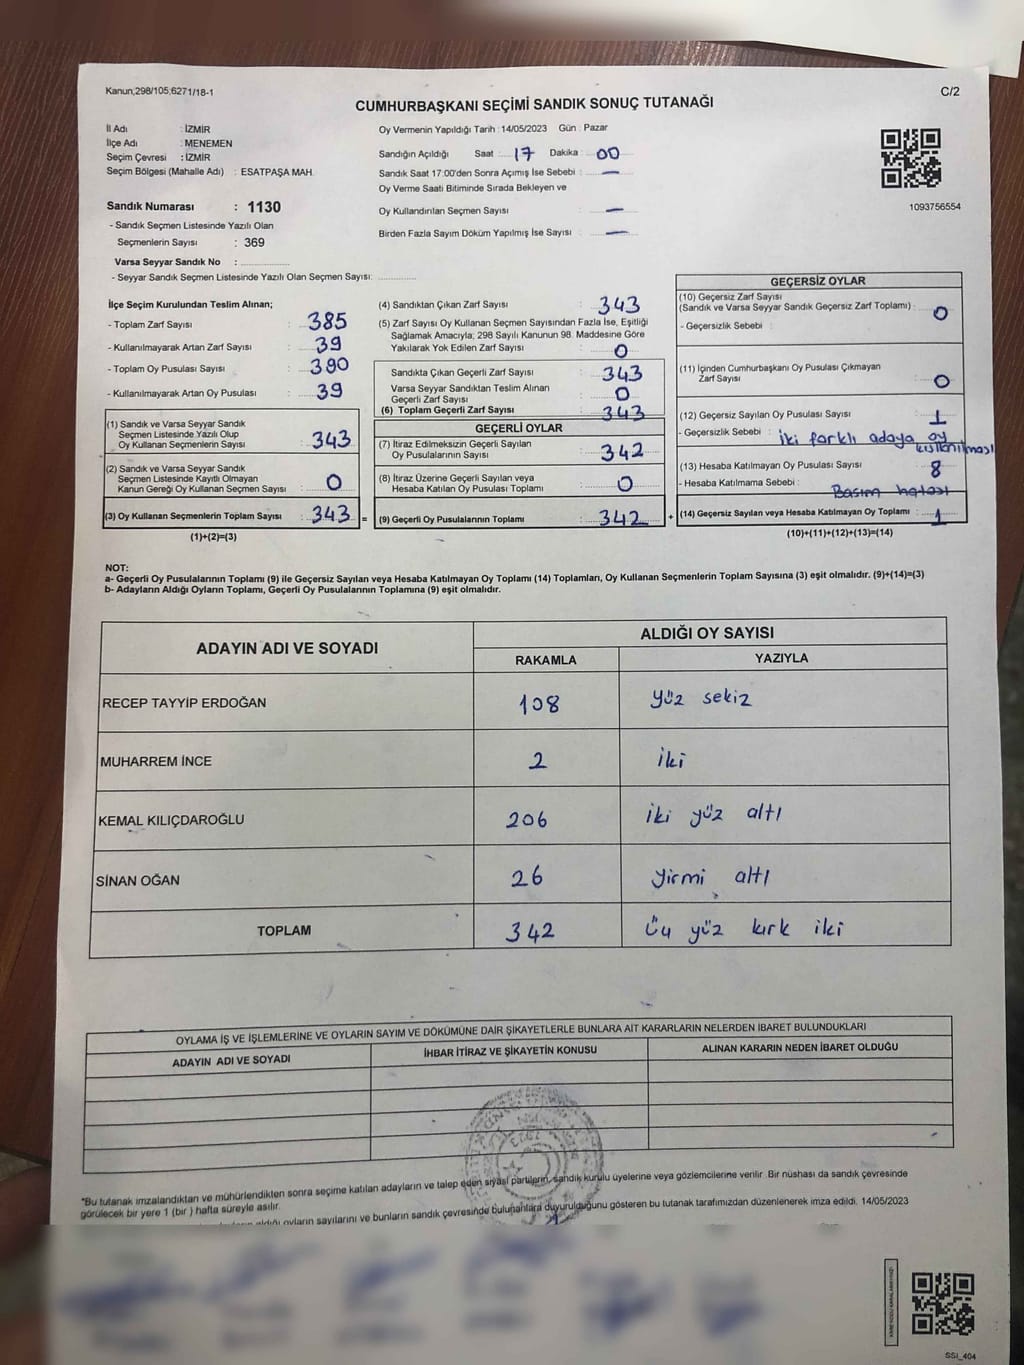 Kanun,298/105,6271/18-1
C/2
CUMHURBAŞKANI SEÇİMİ SANDIK SONUÇ TUTANAĞI
İl Adı : İZMİR
İlçe Adı : MENEMEN
Seçim Çevresi : İZMİR
Seçim Bölgesi (Mahalle Adı) : ESATPAŞA MAH.
Sandık Numarası : 1130
- Sandık Seçmen Listesinde Yazılı Olan
Seçmenlerin Sayısı : 369
Varsa Seyyar Sandık No :
- Seyyar Sandık Seçmen Listesinde Yazılı Olan Seçmen Sayısı:
Oy Vermenin Yapıldığı Tarih : 14/05/2023 Gün : Pazar
Sandığın Açıldığı Saat : 17 Dakika : 00
Sandık Saat 17:00'den Sonra Açımış İse Sebebi : —
Oy Verme Saati Bitiminde Sırada Bekleyen ve
Oy Kullandırılan Seçmen Sayısı : —
Birden Fazla Sayım Döküm Yapılmış İse Sayısı : —
1093756554
İlçe Seçim Kurulundan Teslim Alınan;
- Toplam Zarf Sayısı : 385
- Kullanılmayarak Artan Zarf Sayısı : 39
- Toplam Oy Pusulası Sayısı : 390
- Kullanılmayarak Artan Oy Pusulası : 39
(1) Sandık ve Varsa Seyyar Sandık
Seçmen Listesinde Yazılı Olup
Oy Kullanan Seçmenlerin Sayısı : 343
(2) Sandık ve Varsa Seyyar Sandık
Seçmen Listesinde Kayıtlı Olmayan
Kanun Gereği Oy Kullanan Seçmen Sayısı : 0
(3) Oy Kullanan Seçmenlerin Toplam Sayısı : 343 =
(1)+(2)=(3)
(4) Sandıktan Çıkan Zarf Sayısı : 343
(5) Zarf Sayısı Oy Kullanan Seçmen Sayısından Fazla İse, Eşitliği
Sağlamak Amacıyla; 298 Sayılı Kanunun 98. Maddesine Göre
Yakılarak Yok Edilen Zarf Sayısı : 0
Sandıkta Çıkan Geçerli Zarf Sayısı : 343
Varsa Seyyar Sandıktan Teslim Alınan
Geçerli Zarf Sayısı : 0
(6) Toplam Geçerli Zarf Sayısı : 343
GEÇERLİ OYLAR
(7) İtiraz Edilmeksizin Geçerli Sayılan
Oy Pusulalarının Sayısı : 342
(8) İtiraz Üzerine Geçerli Sayılan veya
Hesaba Katılan Oy Pusulası Toplamı : 0
(9) Geçerli Oy Pusulalarının Toplamı : 342 +
GEÇERSİZ OYLAR
(10) Geçersiz Zarf Sayısı
(Sandık ve Varsa Seyyar Sandık Geçersiz Zarf Toplamı) : 0
- Geçersizlik Sebebi :
(11) İçinden Cumhurbaşkanı Oy Pusulası Çıkmayan
Zarf Sayısı : 0
(12) Geçersiz Sayılan Oy Pusulası Sayısı : 1
- Geçersizlik Sebebi : iki farklı adaya oy
kullanılması
(13) Hesaba Katılmayan Oy Pusulası Sayısı : 8
- Hesaba Katılmama Sebebi : Basım hatası
(14) Geçersiz Sayılan veya Hesaba Katılmayan Oy Toplamı : 1
(10)+(11)+(12)+(13)=(14)
NOT:
a- Geçerli Oy Pusulalarının Toplamı (9) ile Geçersiz Sayılan veya Hesaba Katılmayan Oy Toplamı (14) Toplamları, Oy Kullanan Seçmenlerin Toplam Sayısına (3) eşit olmalıdır. (9)+(14)=(3)
b- Adayların Aldığı Oyların Toplamı, Geçerli Oy Pusulalarının Toplamına (9) eşit olmalıdır.
ADAYIN ADI VE SOYADI
ALDIĞI OY SAYISI
RAKAMLA YAZIYLA
RECEP TAYYİP ERDOĞAN 108 yüz sekiz
MUHARREM İNCE 2 iki
KEMAL KILIÇDAROĞLU 206 iki yüz altı
SİNAN OĞAN 26 yirmi altı
TOPLAM 342 Üç yüz kırk iki
OYLAMA İŞ VE İŞLEMLERİNE VE OYLARIN SAYIM VE DÖKÜMÜNE DAİR ŞİKAYETLERLE BUNLARA AİT KARARLARIN NELERDEN İBARET BULUNDUKLARI
ADAYIN ADI VE SOYADI İHBAR İTİRAZ VE ŞİKAYETİN KONUSU ALINAN KARARIN NEDEN İBARET OLDUĞU
"Bu tutanak imzalandıktan ve mühürlendikten sonra seçime katılan adayların ve talep eden siyasi partilerin, sandık kurulu üyelerine veya gözlemcilerine verilir. Bir nüshası da sandık çevresinde
görülecek bir yere 1 (bir ) hafta süreyle asılır.
aldığı oyların sayılarını ve bunların sandık çevresinde bulunanlara duyurulduğunu gösteren bu tutanak tarafımızdan düzenlenerek imza edildi. 14/05/2023
SSI_404